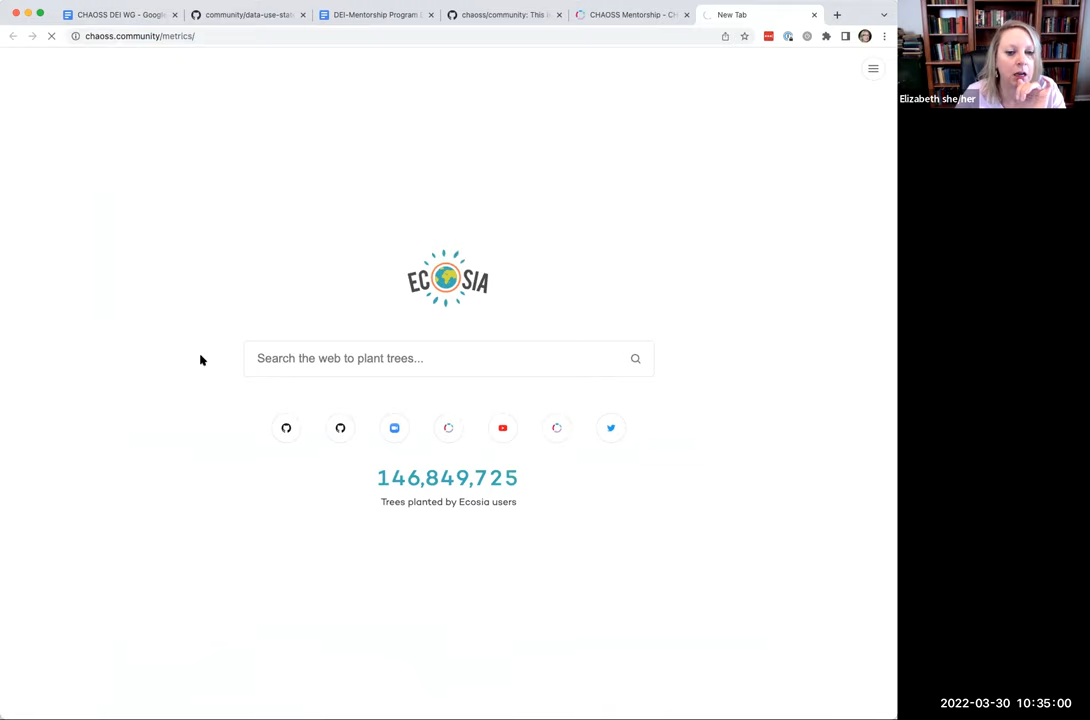 CHAOSS DEI WG - Google
community/data-use-stat
DEI-Mentorship Program
chaoss/community: This
CHAOSS Mentorship - CH
New Tab
chaoss.community/metrics/
Elizabeth she/her
ECOSIA
Search the web to plant trees...
146,849,725
Trees planted by Ecosia users
2022-03-30 10:35:00